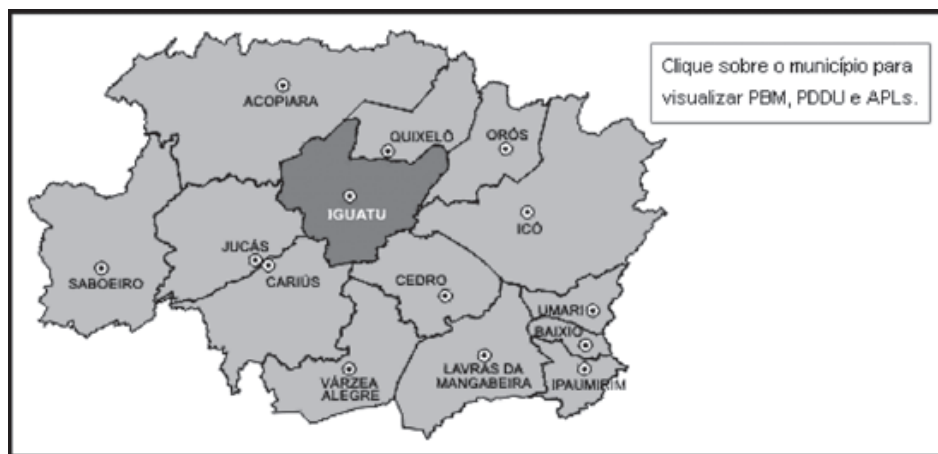 Clique sobre o município para
visualizar PBM, PDDU e APLs.
ACOPIARA
QUIXELÔ
ORÓS
IGUATU
ICÓ
JUCÁS
CARIÚS
SABOEIRO
CEDRO
UMARI
BAIXIO
VÁRZEA
ALEGRE
LAVRAS DA
MANGABEIRA
IPAUMIRIM